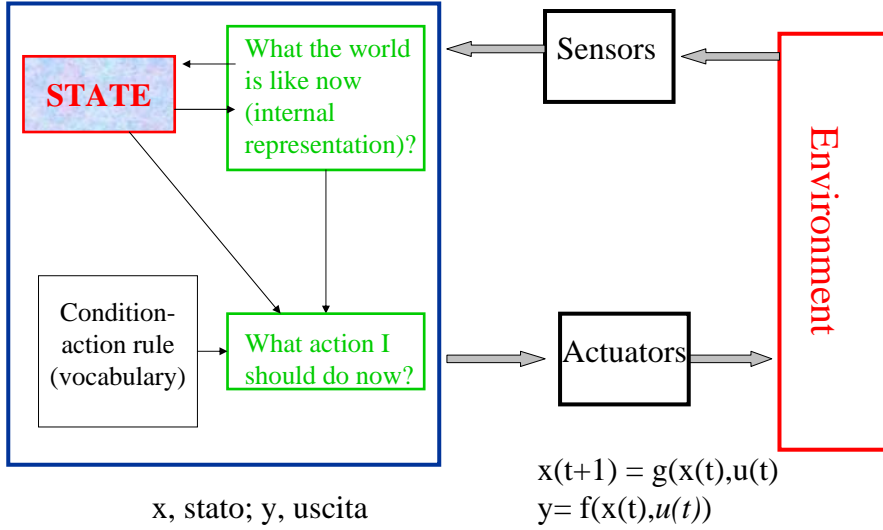 What the world
is like now
(internal
representation)?
STATE
Sensors
Environment
Condition-
action rule
(vocabulary)
What action I
should do now?
Actuators
x(t+1) = g(x(t),u(t)
y= f(x(t),u(t))
x, stato; y, uscita